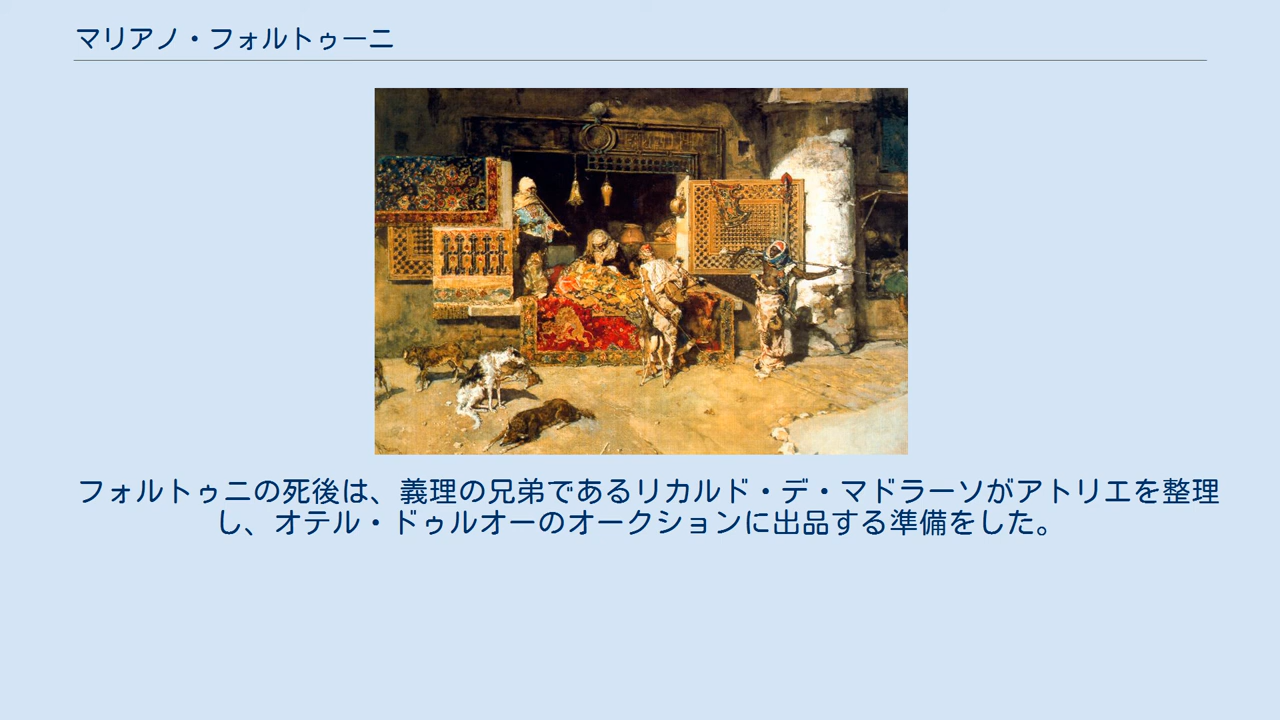 マリアノ・フォルトゥーニ
フォルトゥニの死後は、義理の兄弟であるリカルド・デ・マドラーソがアトリエを整理
し、オテル・ドゥルオーのオークションに出品する準備をした。